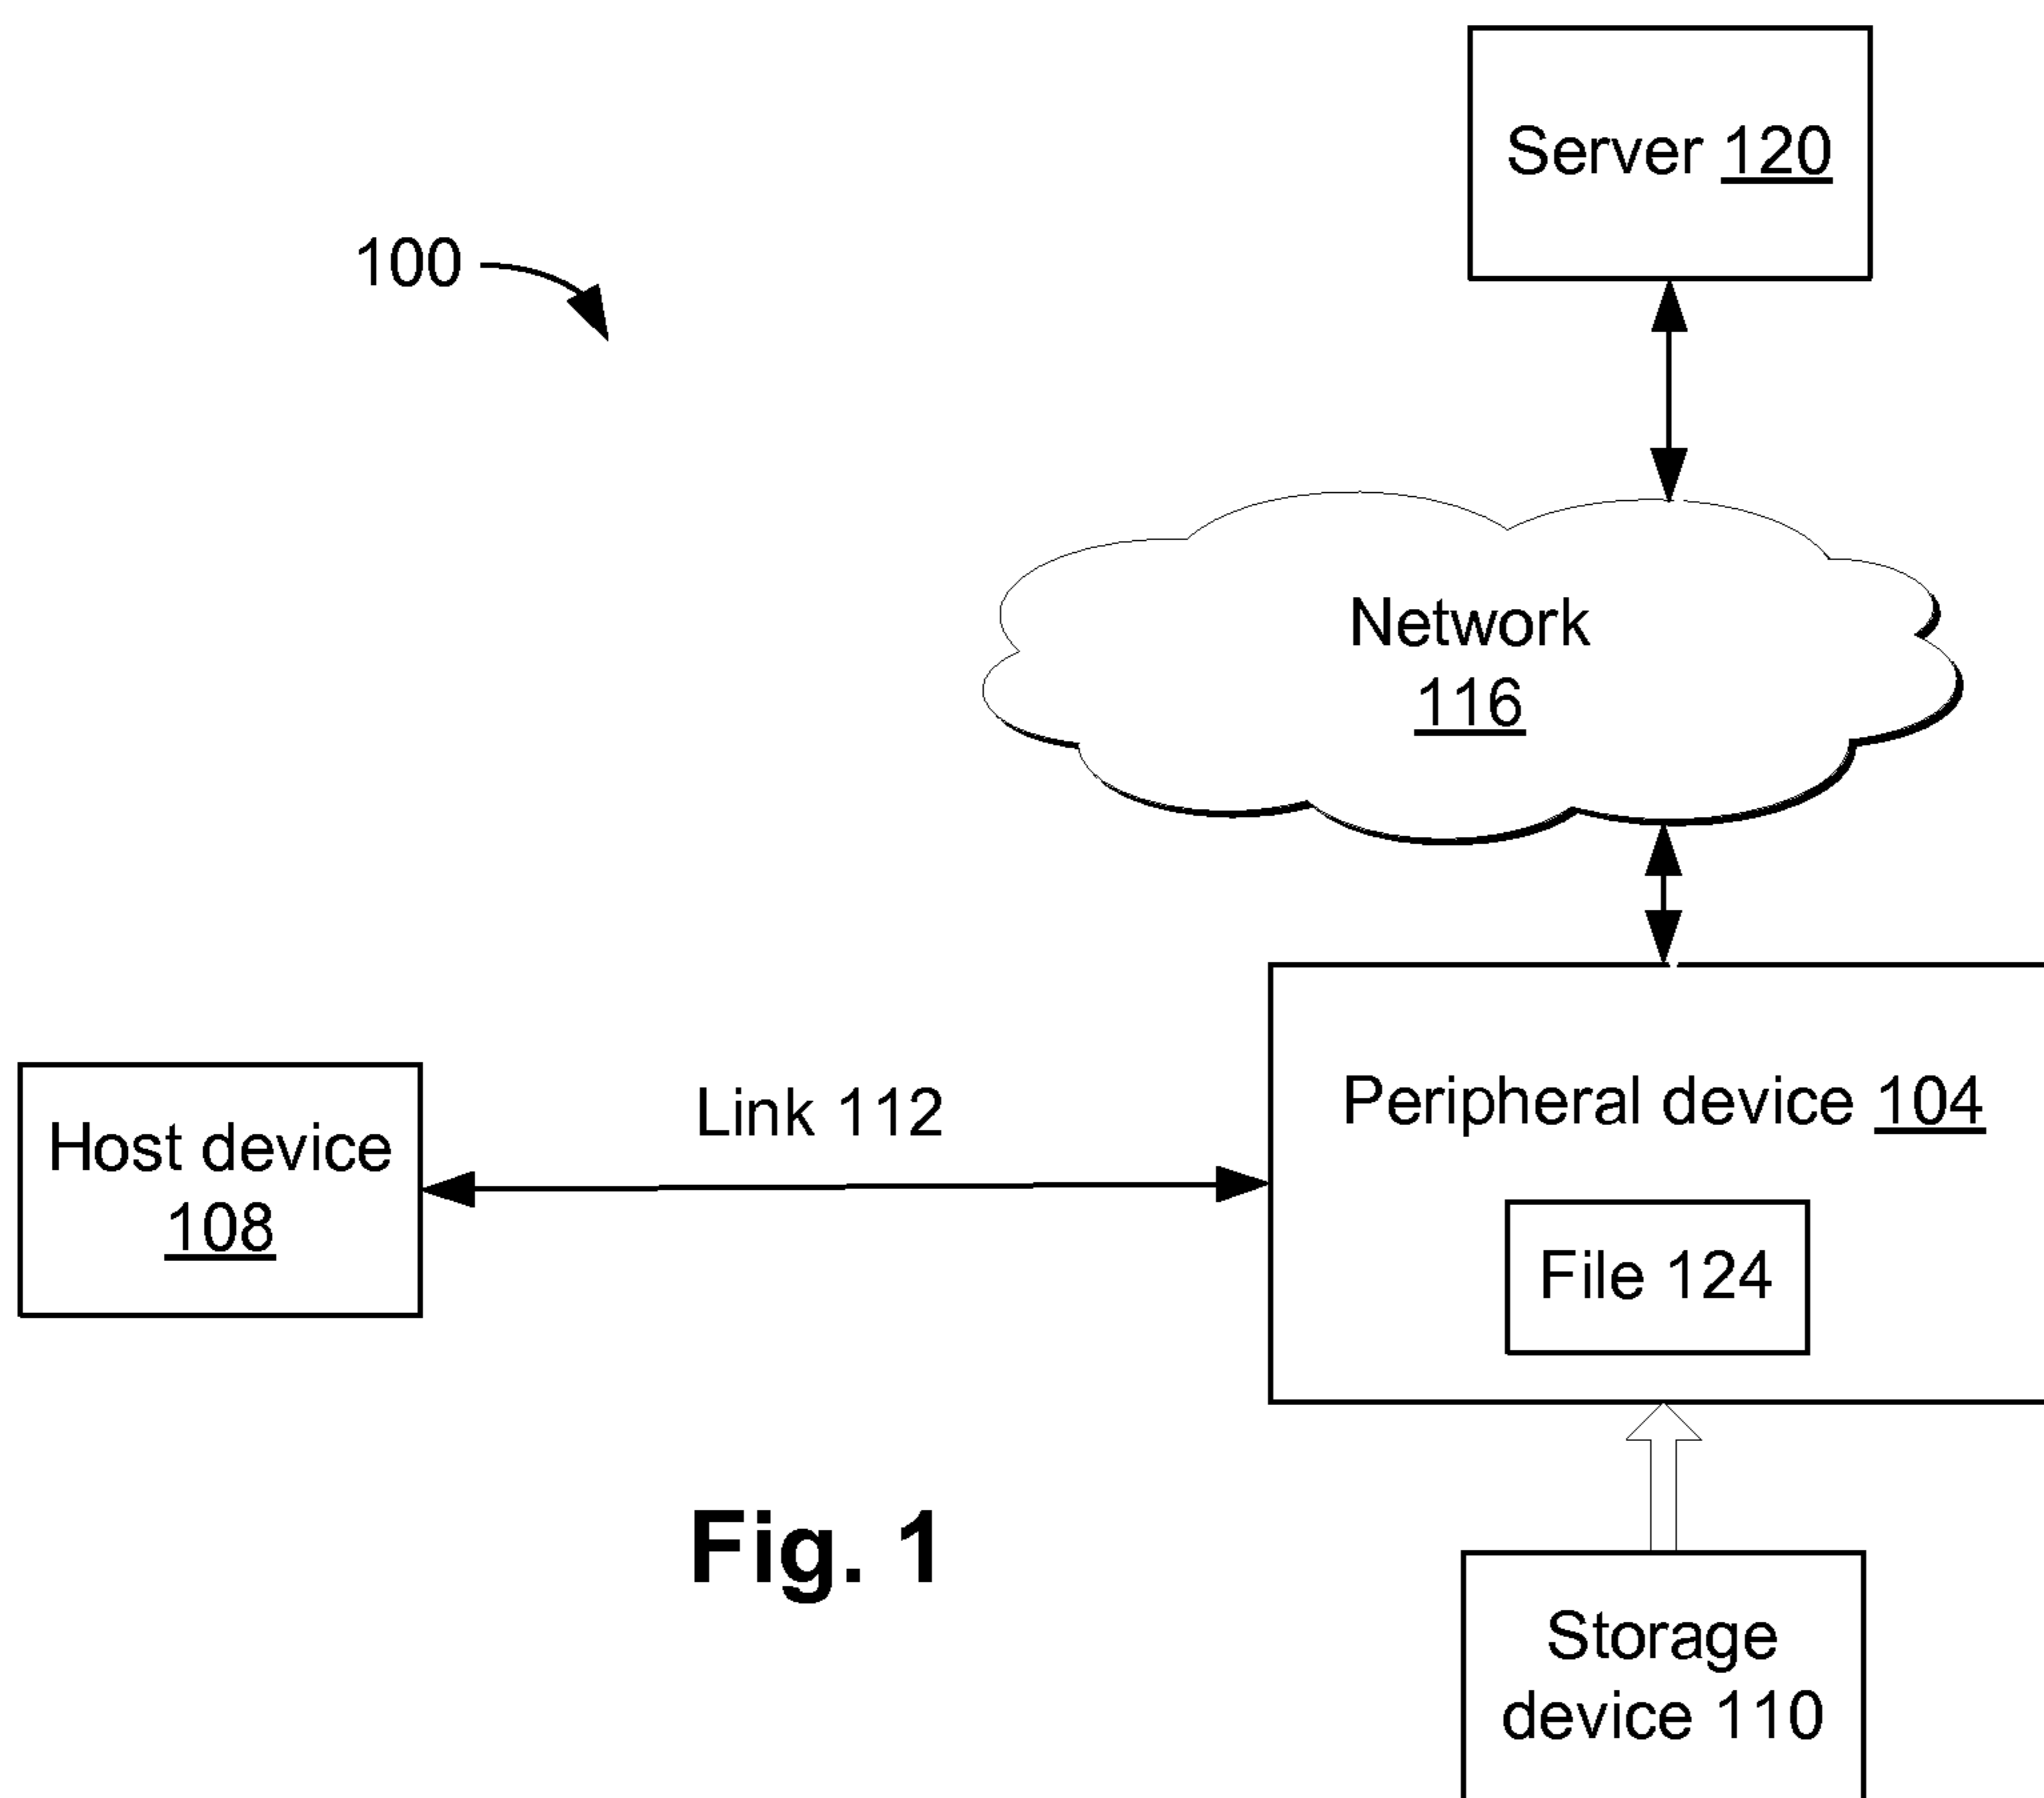 Server 120
100
Network
116
Peripheral device 104
Link 112
Host device
108
File 124
Fig. 1
Storage
device 110